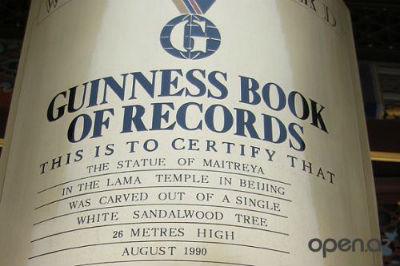 G
GUINNESS BOOK
OF RECORDS
THIS IS TO CERTIFY THAT
THE STATUE OF MAITREYA
IN THE LAMA TEMPLE IN BEIJING
WAS CARVED OUT OF A SINGLE
WHITE SANDALWOOD TREE
26 METRES HIGH
AUGUST 1990
open.az